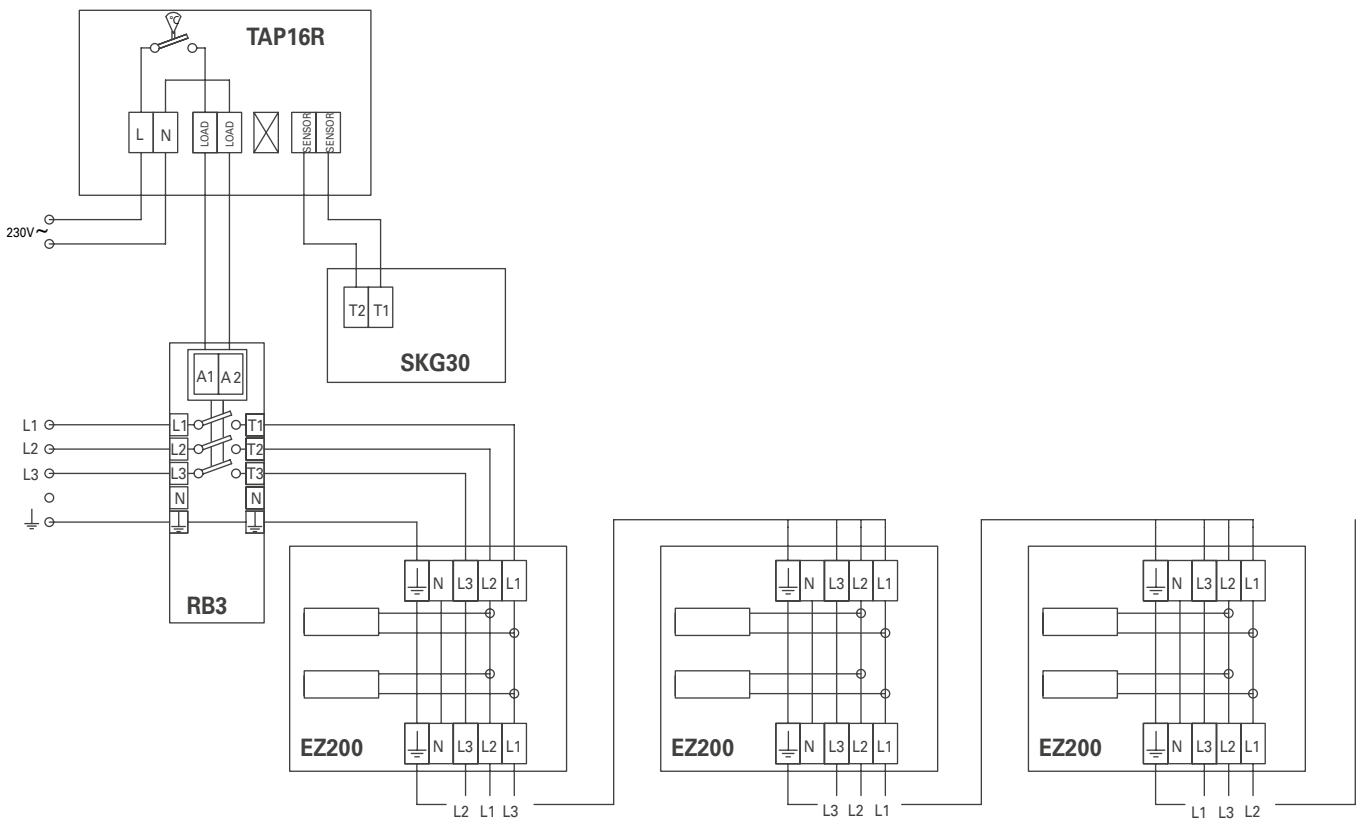 °C
TAP16R
L N LOAD LOAD SENSOR SENSOR
230V~
T2 T1
SKG30
A1 A2
L1 L1 T1
L2 L2 T2
L3 L3 T3
N N
RB3
N L3 L2 L1
N L3 L2 L1
N L3 L2 L1
EZ200 N L3 L2 L1
EZ200 N L3 L2 L1
EZ200 N L3 L2 L1
L2 L1 L3
L3 L2 L1
L1 L3 L2